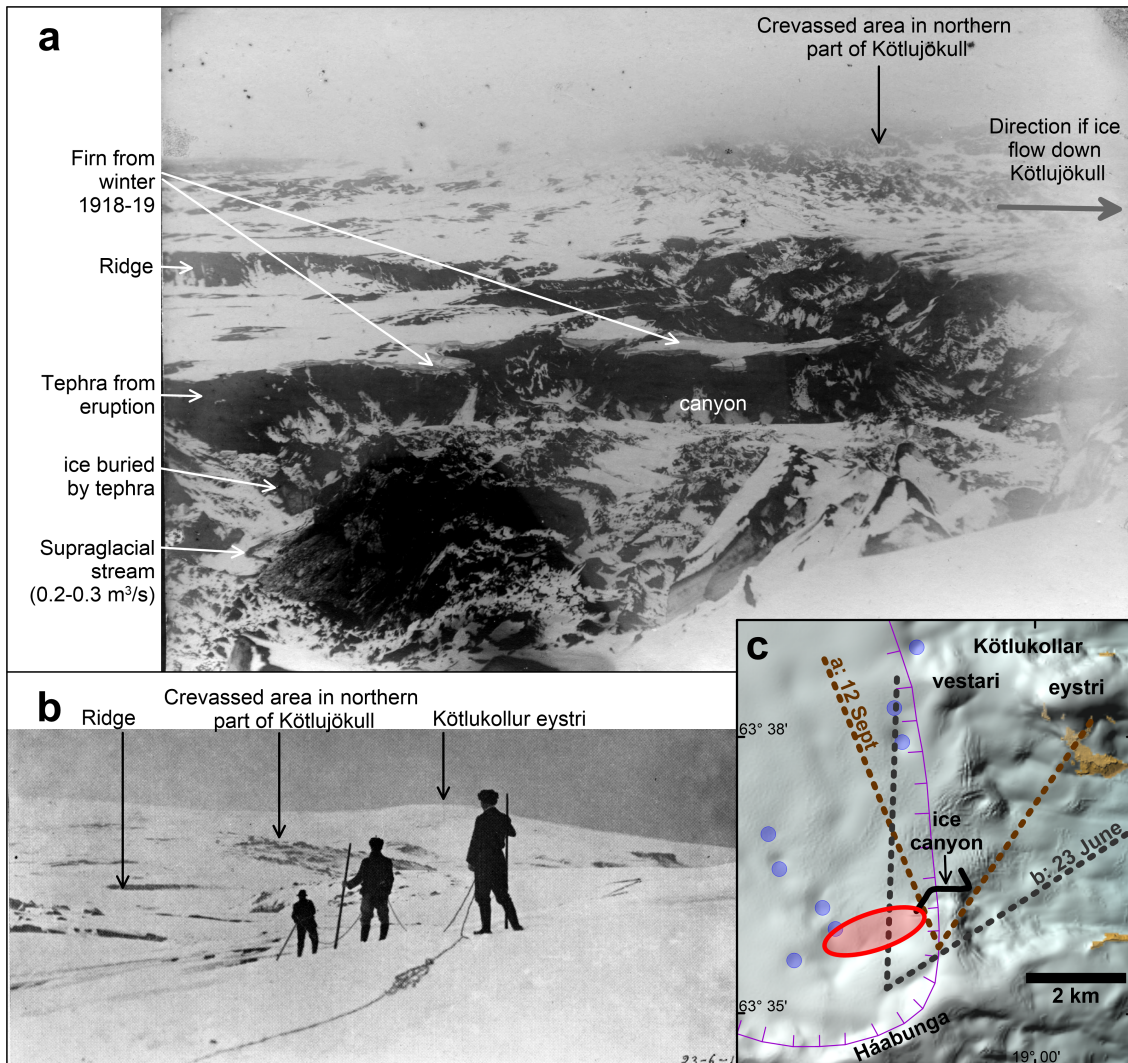 a
Crevassed area in northern
part of Kötlujökull
Direction if ice
flow down
Kötlujökull
Firn from
winter
1918-19
Ridge
Tephra from
eruption
canyon
ice buried
by tephra
Supraglacial
stream
(0.2-0.3 m³/s)
b
Ridge
Crevassed area in northern
part of Kötlujökull
Kötlukollur eystri
23-6-1
c
Kötlukollar
vestari
eystri
63° 38'
a: 12 Sept
ice
canyon
b: 23 June
63° 35'
2 km
Háabunga
19° 00'